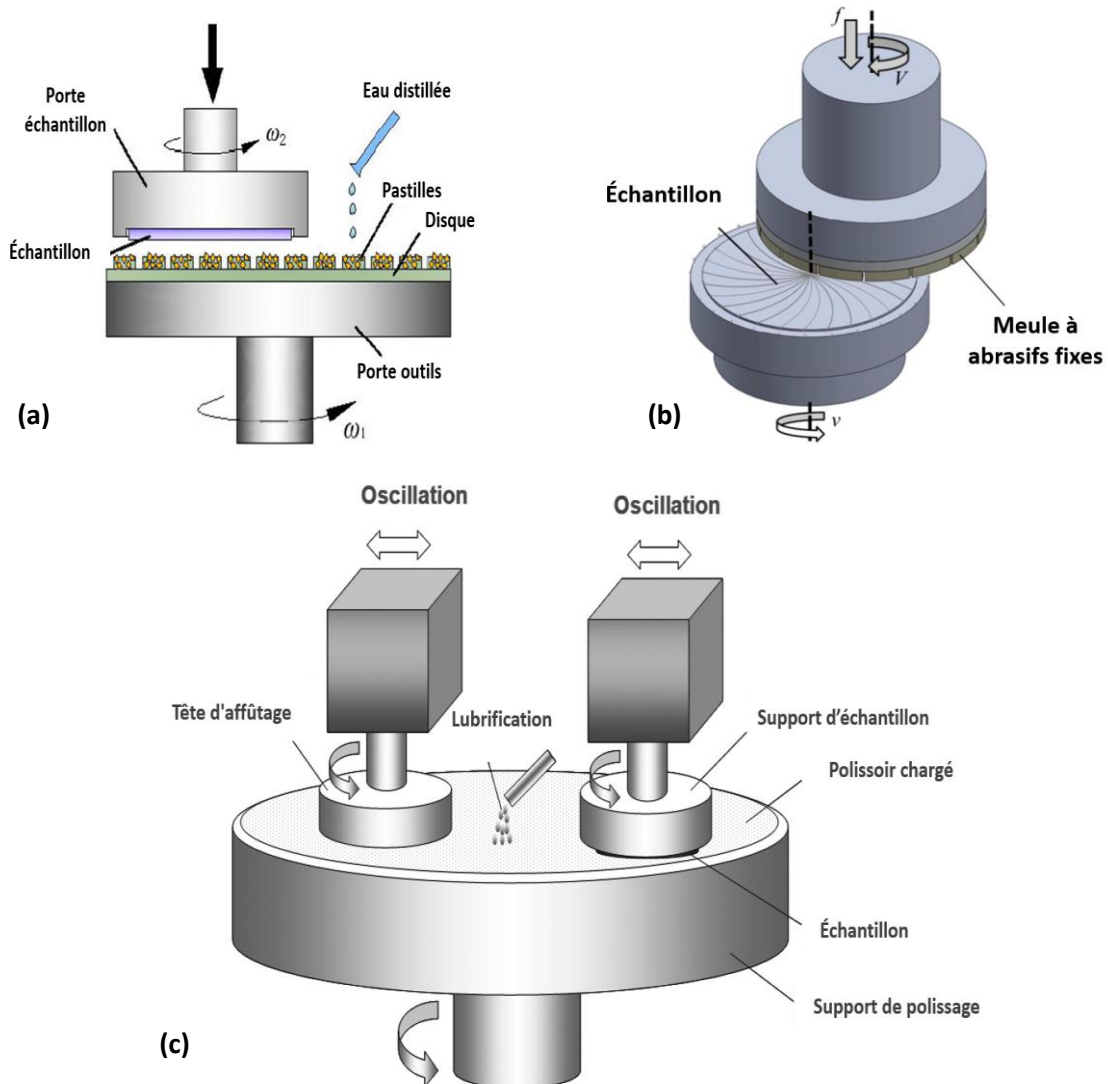 Porte
échantillon
ω2
Eau distillée
Pastilles
Disque
Échantillon
Porte outils
ω1
(a)
f
V
Échantillon
Meule à
abrasifs fixes
v
(b)
Oscillation
Oscillation
Tête d'affûtage
Lubrification
Support d'échantillon
Polissoir chargé
Échantillon
Support de polissage
(c)